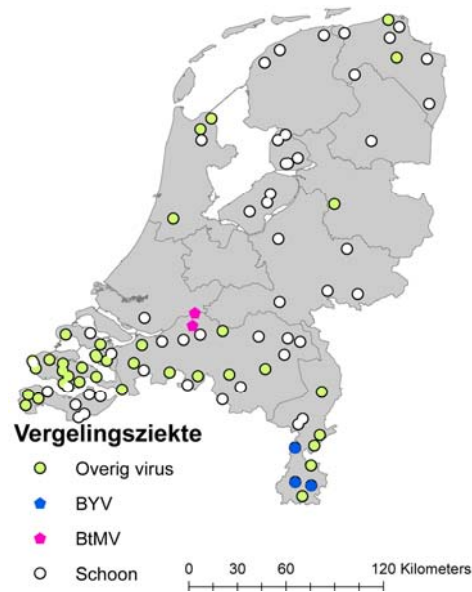 Vergelingsziekte
Overig virus
BYV
BtMV
Schoon
0 30 60 120 Kilometers